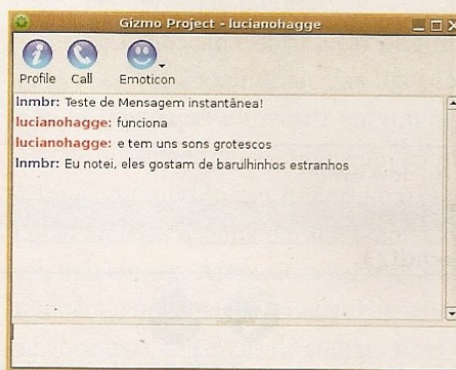 Gizmo Project - lucianohagge
Profile Call Emoticon
lnmbr: Teste de Mensagem instantânea!
lucianohagge: funciona
lucianohagge: e tem uns sons grotescos
lnmbr: Eu notei, eles gostam de barulhinhos estranhos